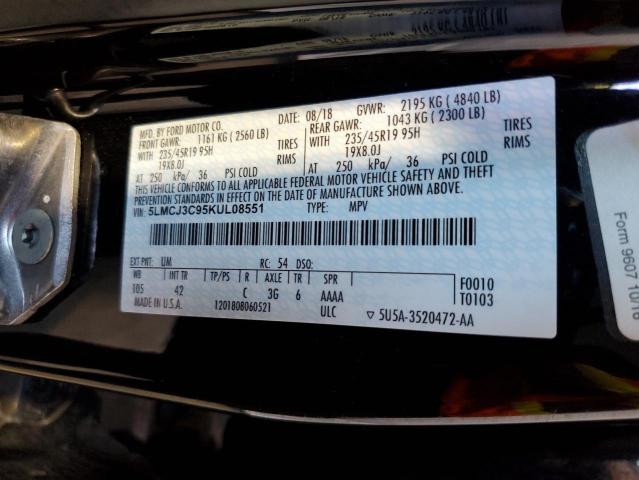 MFD. BY FORD MOTOR CO.
DATE: 08/18 GVWR: 2195 KG ( 4840 LB)
FRONT GAWR: 1161 KG ( 2560 LB) REAR GAWR: 1043 KG ( 2300 LB)
WITH 235/45R19 95H TIRES WITH 235/45R19 95H TIRES
19X8.0J RIMS 19X8.0J RIMS
AT 250 kPa/ 36 PSI COLD AT 250 kPa/ 36 PSI COLD
THIS VEHICLE CONFORMS TO ALL APPLICABLE FEDERAL MOTOR VEHICLE SAFETY AND THEFT
PREVENTION STANDARDS IN EFFECT ON THE DATE OF MANUFACTURE SHOWN ABOVE.
VIN: 5LMCJ3C95KUL08551 TYPE: MPV
EXT PNT: UM RC: 54 DSO:
WB INT TR TP/PS R AXLE TR SPR F0010
105 42 C 3G 6 AAAA T0103
MADE IN U.S.A. 1201808060521 ULC ▽ 5U5A-3520472-AA
Form 9607 10/16